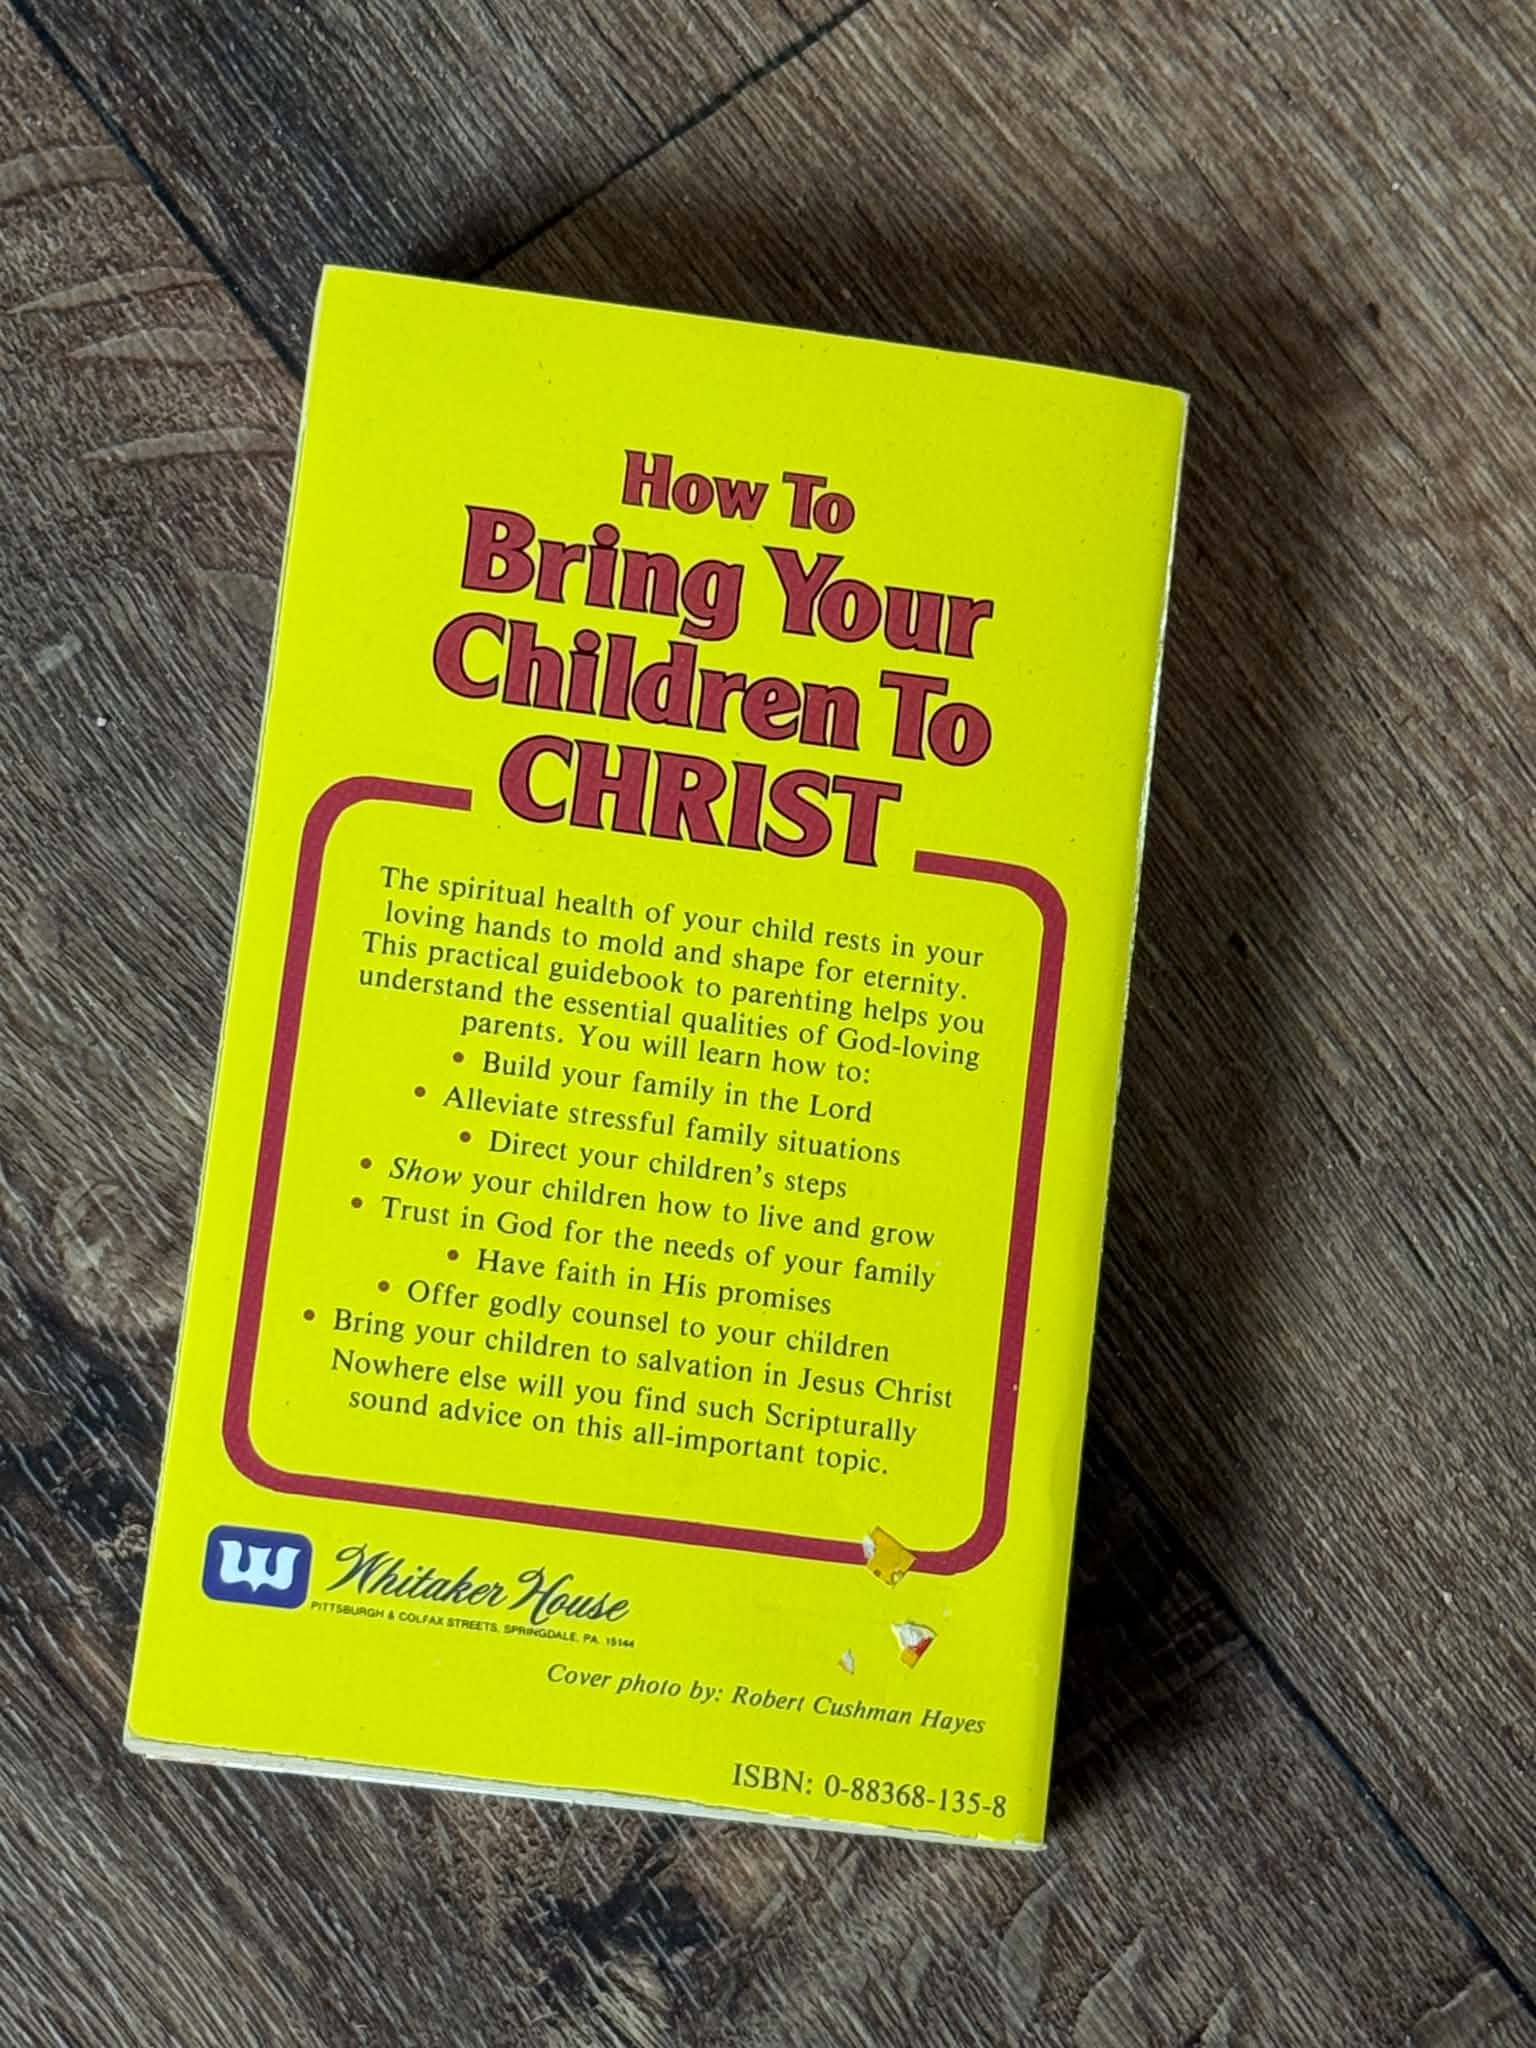 How To
Bring Your
Children To
CHRIST
The spiritual health of your child rests in your
loving hands to mold and shape for eternity.
This practical guidebook to parenting helps you
understand the essential qualities of God-loving
parents. You will learn how to:
• Build your family in the Lord
• Alleviate stressful family situations
• Direct your children's steps
• Show your children how to live and grow
• Trust in God for the needs of your family
• Have faith in His promises
• Offer godly counsel to your children
• Bring your children to salvation in Jesus Christ
Nowhere else will you find such Scripturally
sound advice on this all-important topic.
W Whitaker House
PITTSBURGH & COLFAX STREETS, SPRINGDALE, PA. 15144
Cover photo by: Robert Cushman Hayes
ISBN: 0-88368-135-8